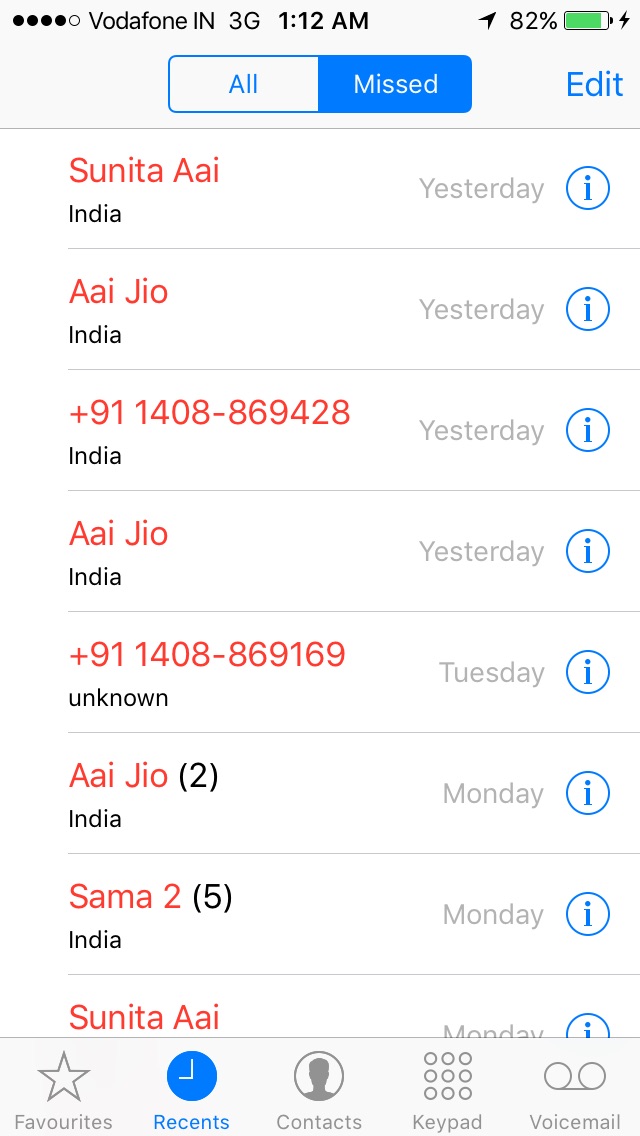 Vodafone IN 3G 1:12 AM 82%
All Missed Edit
Sunita Aai
India
Yesterday
Aai Jio
India
Yesterday
+91 1408-869428
India
Yesterday
Aai Jio
India
Yesterday
+91 1408-869169
unknown
Tuesday
Aai Jio (2)
India
Monday
Sama 2 (5)
India
Monday
Sunita Aai
Monday
Favourites Recents Contacts Keypad Voicemail